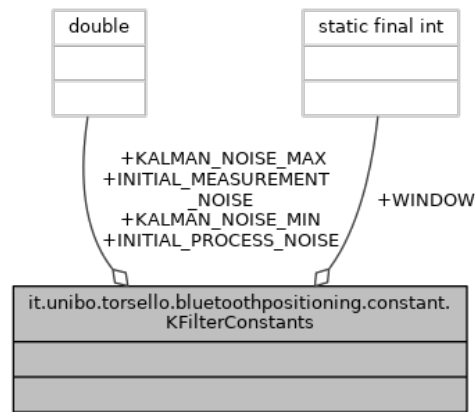 double
static final int
+KALMAN_NOISE_MAX
+INITIAL_MEASUREMENT
_NOISE
+KALMAN_NOISE_MIN
+INITIAL_PROCESS_NOISE
+WINDOW
it.unibo.torsello.bluetoothpositioning.constant.
KFilterConstants